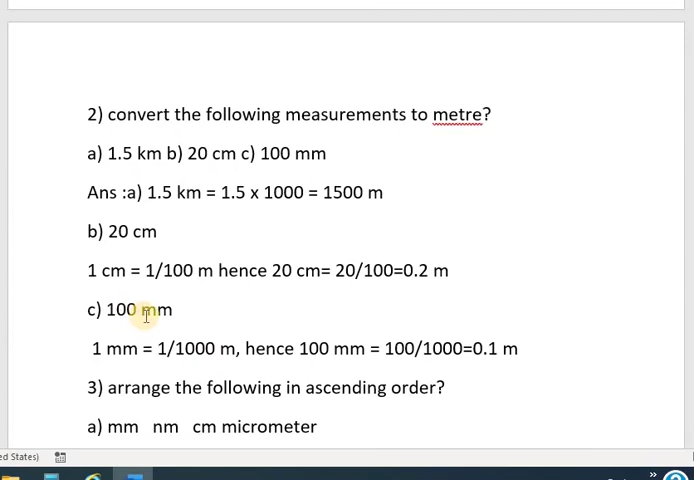 2) convert the following measurements to metre?
a) 1.5 km b) 20 cm c) 100 mm
Ans :a) 1.5 km = 1.5 x 1000 = 1500 m
b) 20 cm
1 cm = 1/100 m hence 20 cm= 20/100=0.2 m
c) 100 mm
1 mm = 1/1000 m, hence 100 mm = 100/1000=0.1 m
3) arrange the following in ascending order?
a) mm nm cm micrometer
ed States)